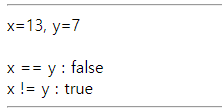 x=13, y=7
x == y : false
x != y : true